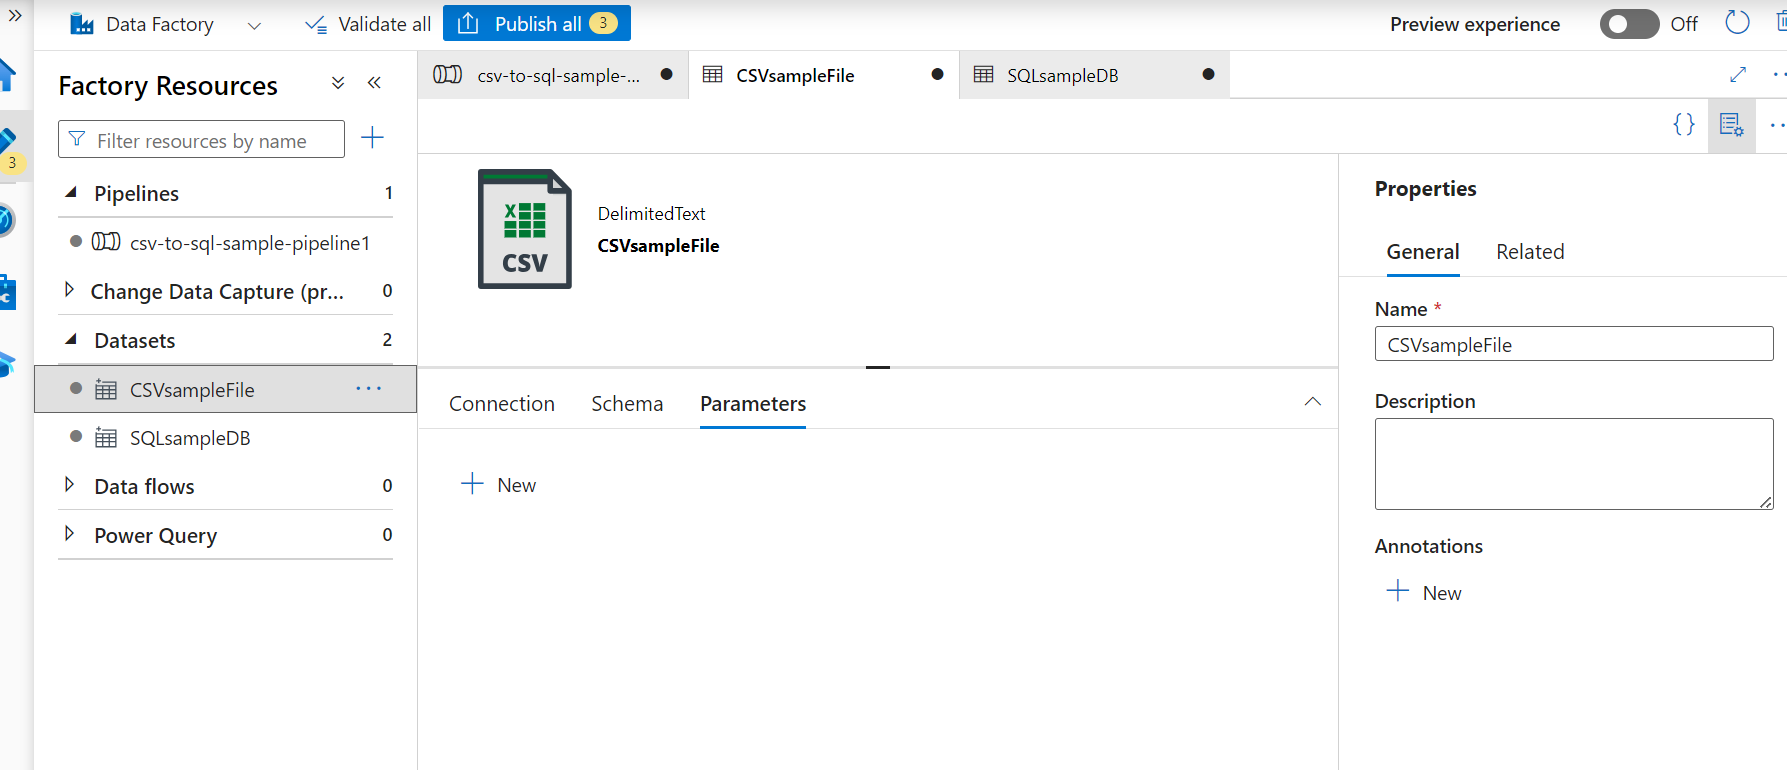 Data Factory
Validate all
Publish all 3
Preview experience
Off
3
Factory Resources
Filter resources by name
Pipelines 1
csv-to-sql-sample-pipeline1
Change Data Capture (pr... 0
Datasets 2
CSVsampleFile
SQLsampleDB
Data flows 0
Power Query 0
csv-to-sql-sample-...
CSVsampleFile
SQLsampleDB
{}
X
CSV
DelimitedText
CSVsampleFile
Connection Schema Parameters
New
Properties
General Related
Name *
CSVsampleFile
Description
Annotations
New